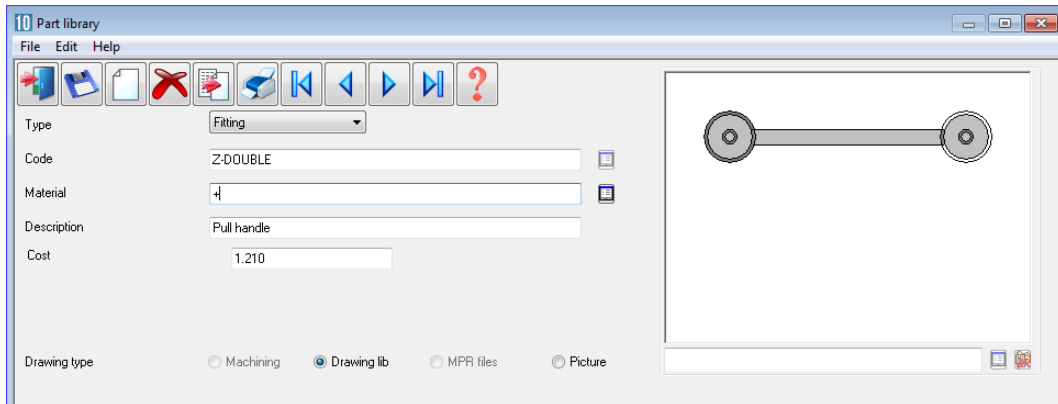 10 Part library
File Edit Help
?
Type Fitting
Code Z-DOUBLE
Material +
Description Pull handle
Cost 1.210
Drawing type Machining Drawing lib MPR files Picture